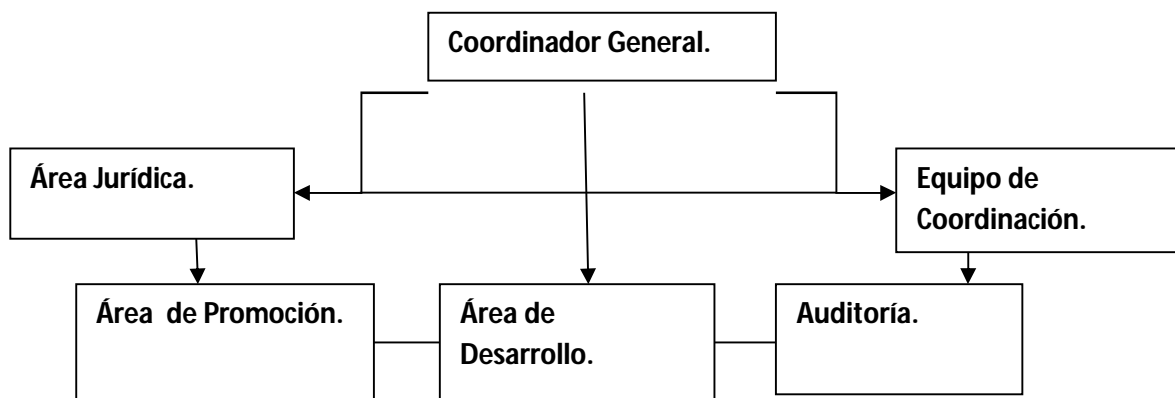 Coordinador General.
Área Jurídica.
Equipo de
Coordinación.
Área  de Promoción.
Área de
Desarrollo.
Auditoría.